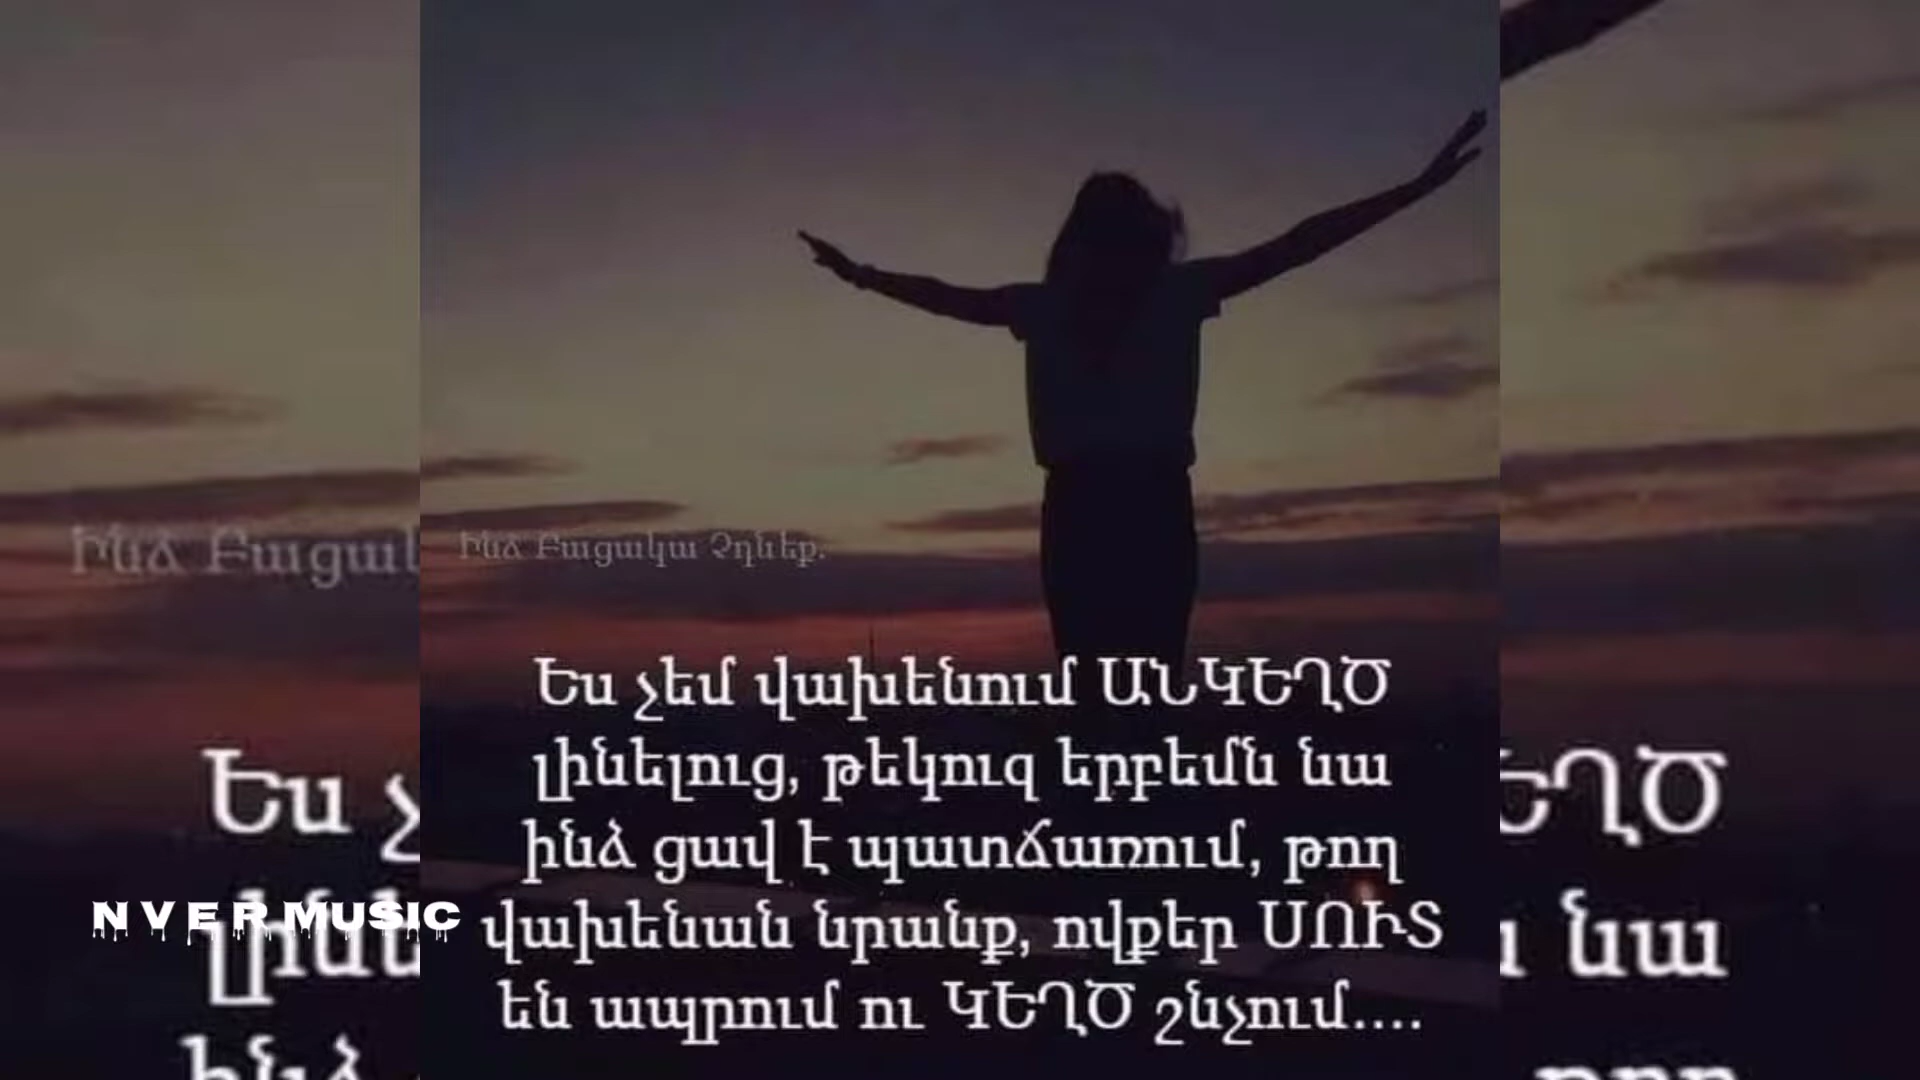 Ինձ Բացակա Չդնեք.
Ես չեմ վախենում ԱՆԿԵՂԾ
լինելուց, թեկուզ երբեմն նա
ինձ ցավ է պատճառում, թող
վախենան նրանք, ովքեր ՍՈՒՏ
են ապրում ու ԿԵՂԾ շնչում....
N V E R MUSIC